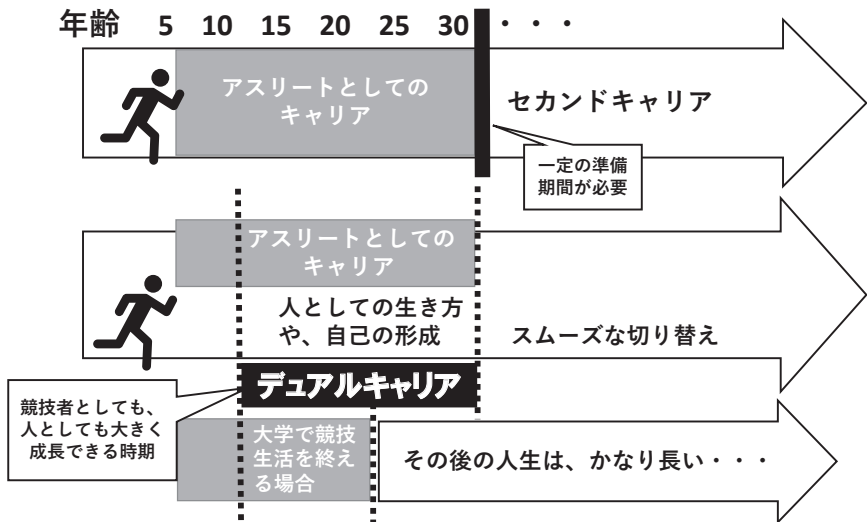 年齢 5 10 15 20 25 30 ・・・
アスリートとしての
キャリア
セカンドキャリア
一定の準備
期間が必要
アスリートとしての
キャリア
人としての生き方
や、自己の形成
スムーズな切り替え
デュアルキャリア
競技者としても、
人としても大きく
成長できる時期
大学で競技
生活を終え
る場合
その後の人生は、かなり長い・・・